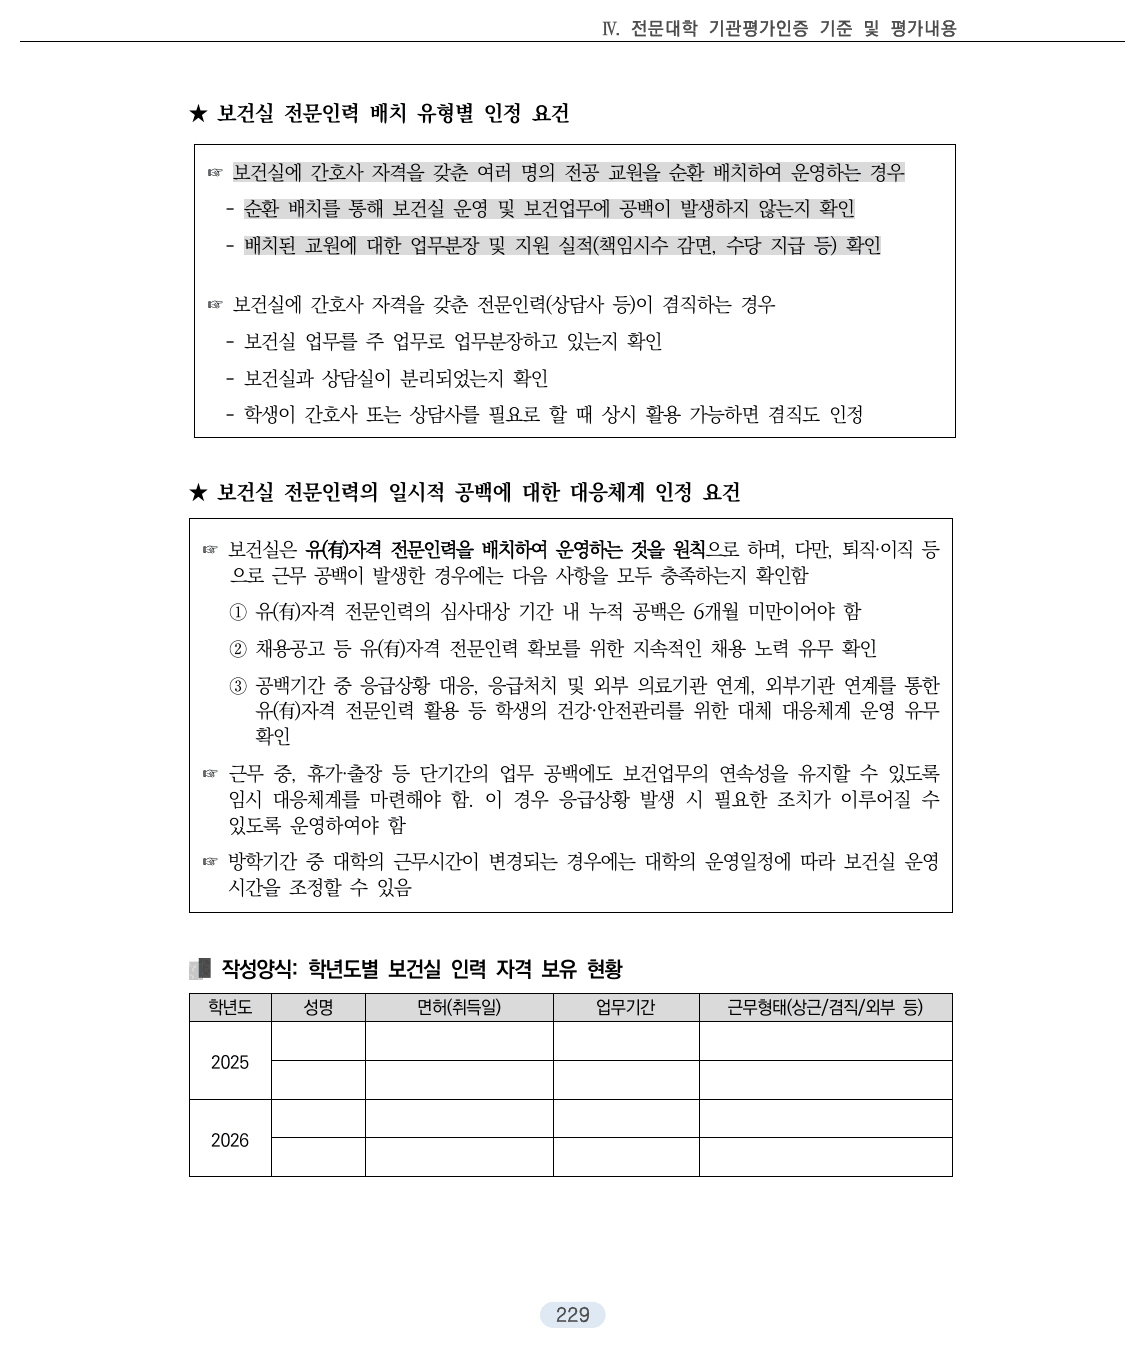 Ⅳ. 전문대학 기관평가인증 기준 및 평가내용
★ 보건실 전문인력 배치 유형별 인정 요건
☞ 보건실에 간호사 자격을 갖춘 여러 명의 전공 교원을 순환 배치하여 운영하는 경우
- 순환 배치를 통해 보건실 운영 및 보건업무에 공백이 발생하지 않는지 확인
- 배치된 교원에 대한 업무분장 및 지원 실적(책임시수 감면, 수당 지급 등) 확인
☞ 보건실에 간호사 자격을 갖춘 전문인력(상담사 등)이 겸직하는 경우
- 보건실 업무를 주 업무로 업무분장하고 있는지 확인
- 보건실과 상담실이 분리되었는지 확인
- 학생이 간호사 또는 상담사를 필요로 할 때 상시 활용 가능하면 겸직도 인정
★ 보건실 전문인력의 일시적 공백에 대한 대응체계 인정 요건
☞ 보건실은 유(有)자격 전문인력을 배치하여 운영하는 것을 원칙으로 하며, 다만, 퇴직·이직 등
으로 근무 공백이 발생한 경우에는 다음 사항을 모두 충족하는지 확인함
① 유(有)자격 전문인력의 심사대상 기간 내 누적 공백은 6개월 미만이어야 함
② 채용공고 등 유(有)자격 전문인력 확보를 위한 지속적인 채용 노력 유무 확인
③ 공백기간 중 응급상황 대응, 응급처치 및 외부 의료기관 연계, 외부기관 연계를 통한
유(有)자격 전문인력 활용 등 학생의 건강·안전관리를 위한 대체 대응체계 운영 유무
확인
☞ 근무 중, 휴가·출장 등 단기간의 업무 공백에도 보건업무의 연속성을 유지할 수 있도록
임시 대응체계를 마련해야 함. 이 경우 응급상황 발생 시 필요한 조치가 이루어질 수
있도록 운영하여야 함
☞ 방학기간 중 대학의 근무시간이 변경되는 경우에는 대학의 운영일정에 따라 보건실 운영
시간을 조정할 수 있음
작성양식: 학년도별 보건실 인력 자격 보유 현황
학년도 성명 면허(취득일) 업무기간 근무형태(상근/겸직/외부 등)
2025
2026
229